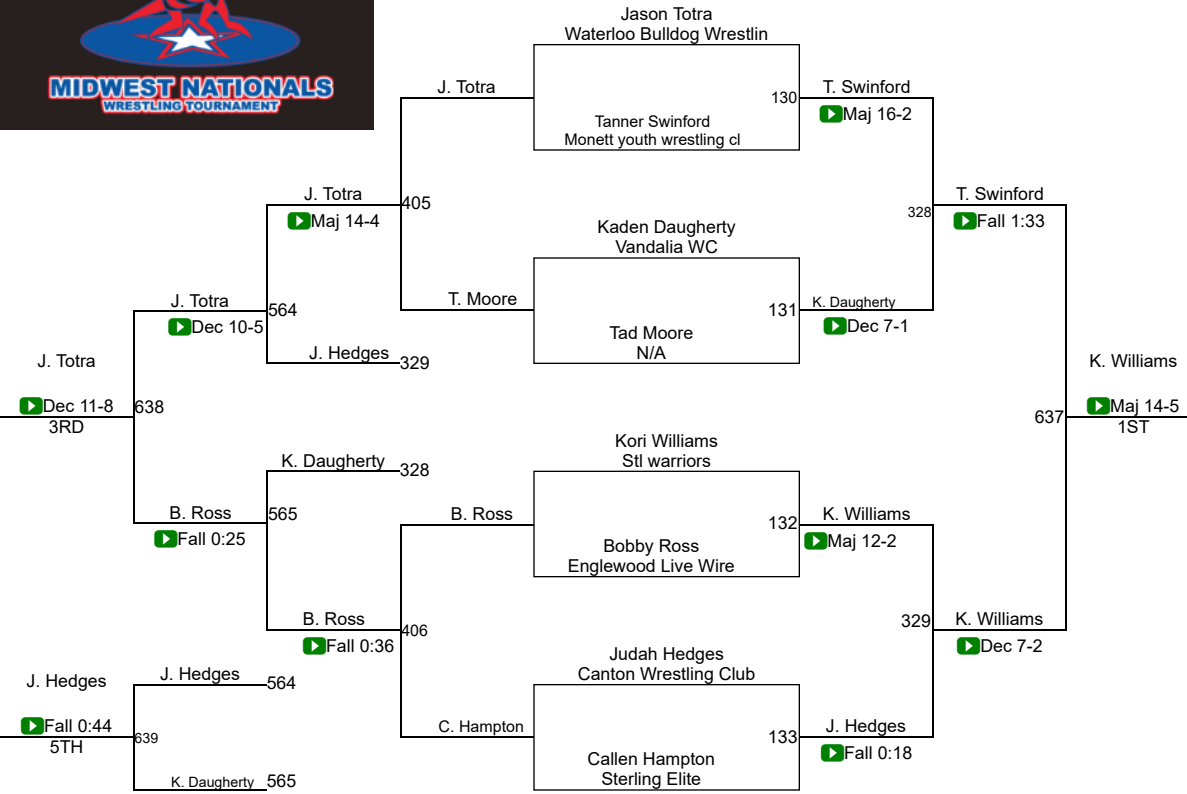 MIDWEST NATIONALS
WRESTLING TOURNAMENT
Jason Totra
Waterloo Bulldog Wrestlin
J. Totra
130
T. Swinford
Maj 16-2
Tanner Swinford
Monett youth wrestling cl
J. Totra
405
Maj 14-4
T. Swinford
328
Fall 1:33
Kaden Daugherty
Vandalia WC
J. Totra
564
Dec 10-5
T. Moore
131
K. Daugherty
Dec 7-1
Tad Moore
N/A
J. Hedges
329
J. Totra
Dec 11-8
638
3RD
K. Williams
637
Maj 14-5
1ST
Kori Williams
Stl warriors
K. Daugherty
328
B. Ross
565
Fall 0:25
B. Ross
132
K. Williams
Maj 12-2
Bobby Ross
Englewood Live Wire
B. Ross
406
Fall 0:36
329
K. Williams
Dec 7-2
Judah Hedges
Canton Wrestling Club
J. Hedges
J. Hedges
564
Fall 0:44
639
5TH
C. Hampton
133
J. Hedges
Fall 0:18
Callen Hampton
Sterling Elite
K. Daugherty
565